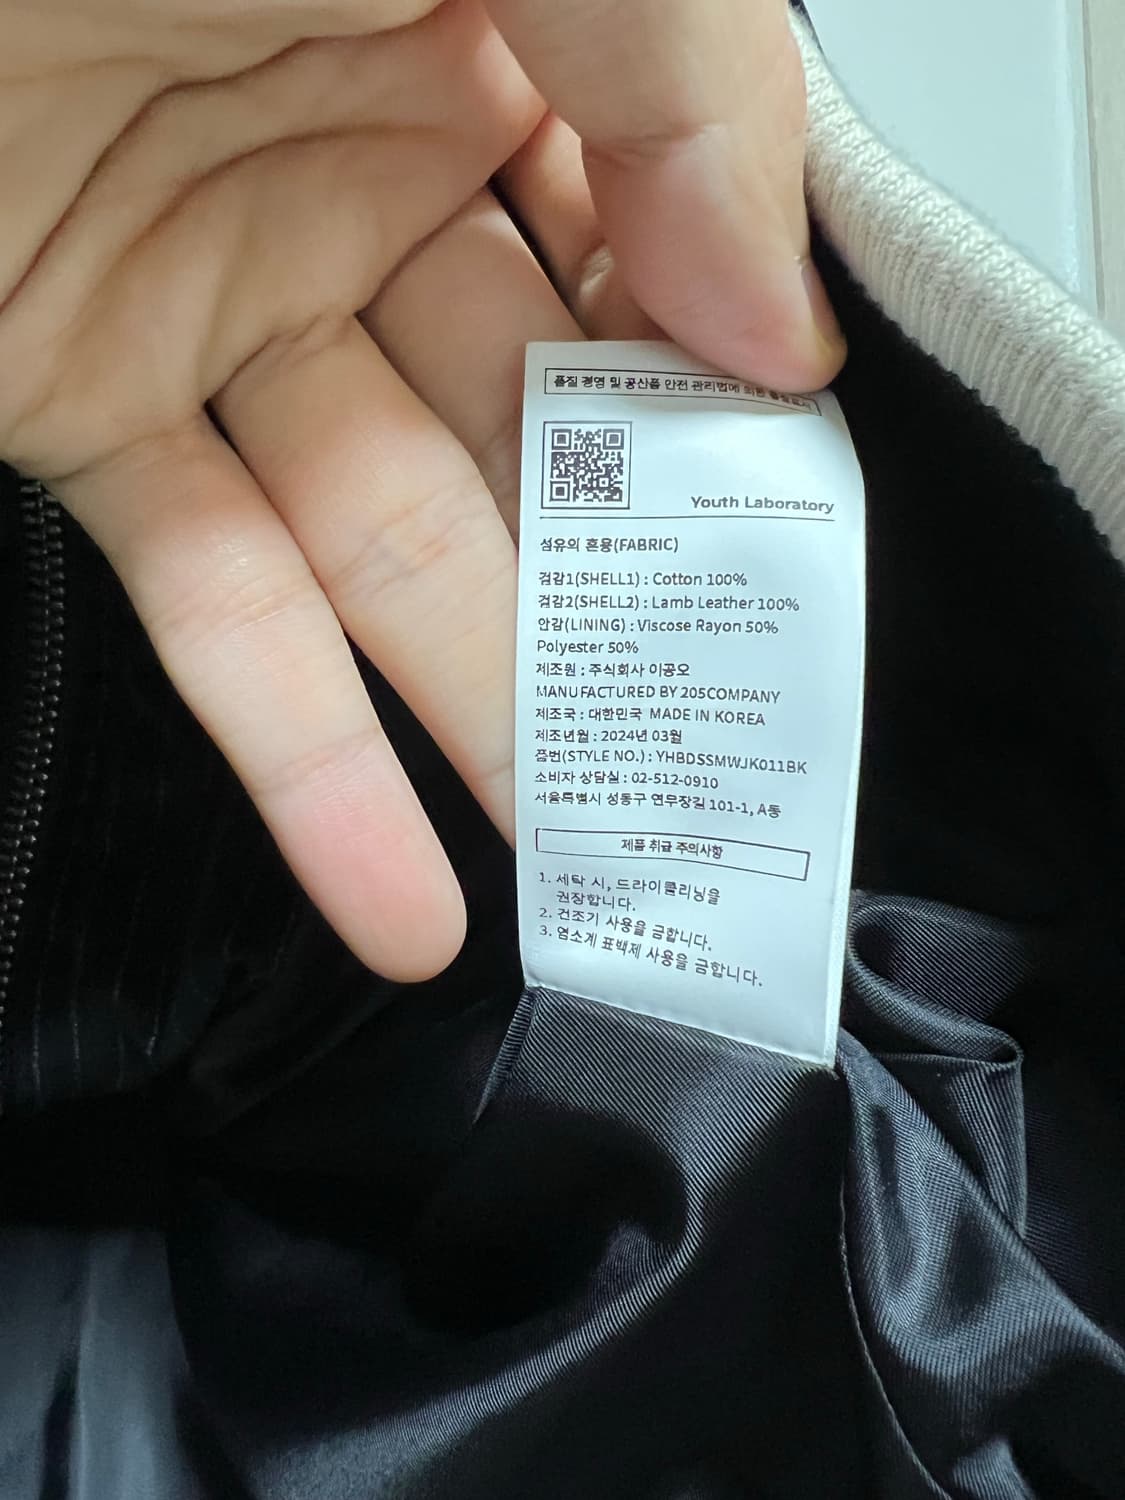 품질 경영 및 공산품 안전 관리법에 의한 품질표시
Youth Laboratory
섬유의 혼용(FABRIC)
겉감1(SHELL1) : Cotton 100%
겉감2(SHELL2) : Lamb Leather 100%
안감(LINING) : Viscose Rayon 50%
Polyester 50%
제조원 : 주식회사 이공오
MANUFACTURED BY 205COMPANY
제조국 : 대한민국 MADE IN KOREA
제조년월 : 2024년 03월
품번(STYLE NO.) : YHBDSSMWJK011BK
소비자 상담실 : 02-512-0910
서울특별시 성동구 연무장길 101-1, A동
제품 취급 주의사항
1. 세탁 시, 드라이클리닝을
권장합니다.
2. 건조기 사용을 금합니다.
3. 염소계 표백제 사용을 금합니다.